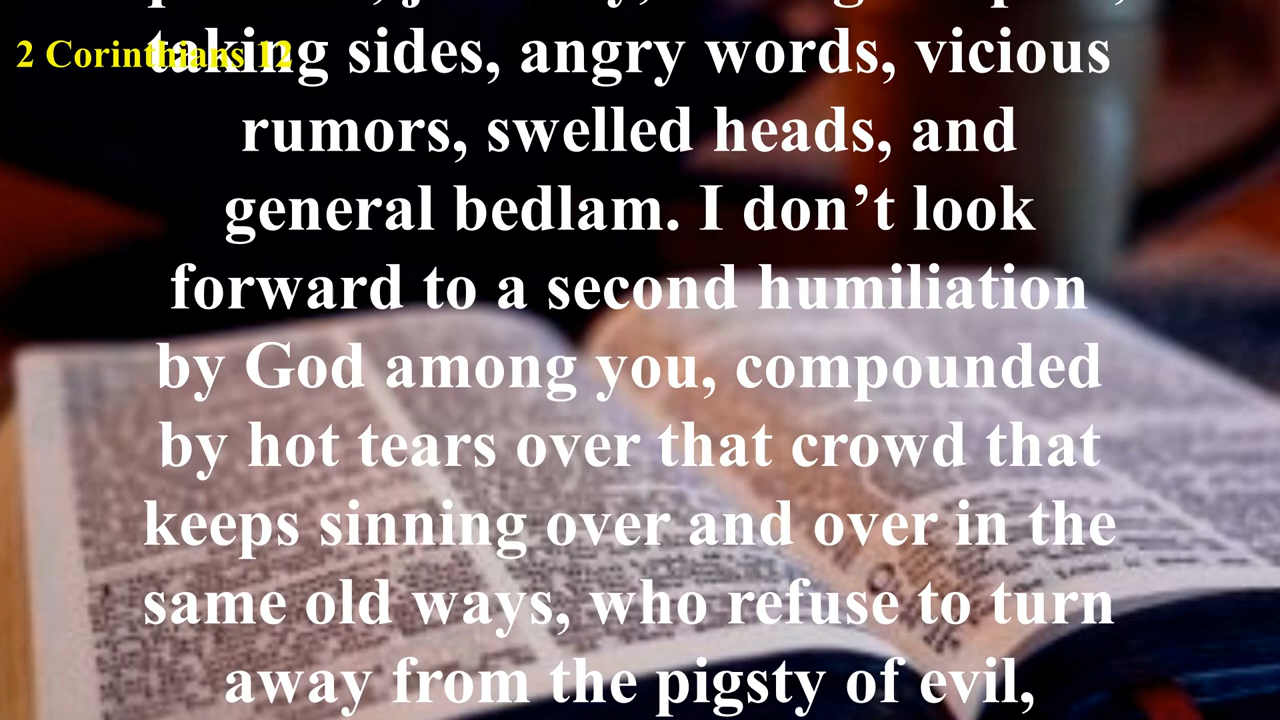 2 Corinthians 12
taking sides, angry words, vicious
rumors, swelled heads, and
general bedlam. I don’t look
forward to a second humiliation
by God among you, compounded
by hot tears over that crowd that
keeps sinning over and over in the
same old ways, who refuse to turn
away from the pigsty of evil,